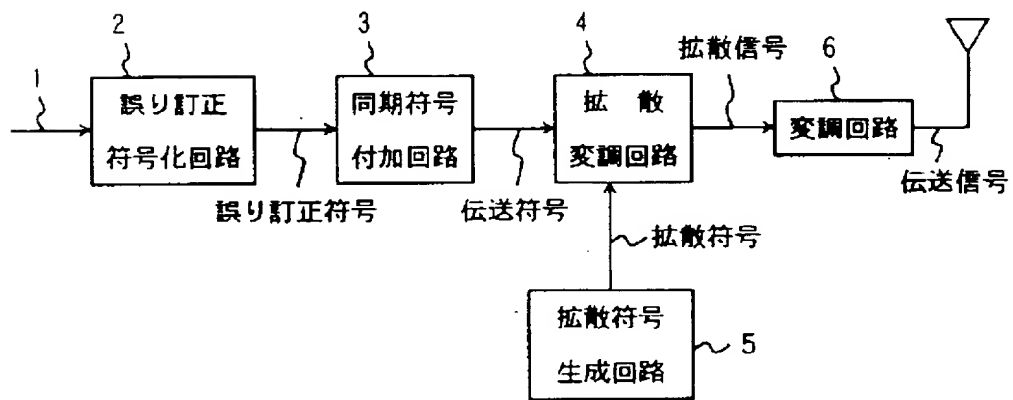 1
2
誤り訂正
符号化回路
誤り訂正符号
3
同期符号
付加回路
伝送符号
4
拡 散
変調回路
拡散信号
6
変調回路
伝送信号
拡散符号
拡散符号
生成回路
5